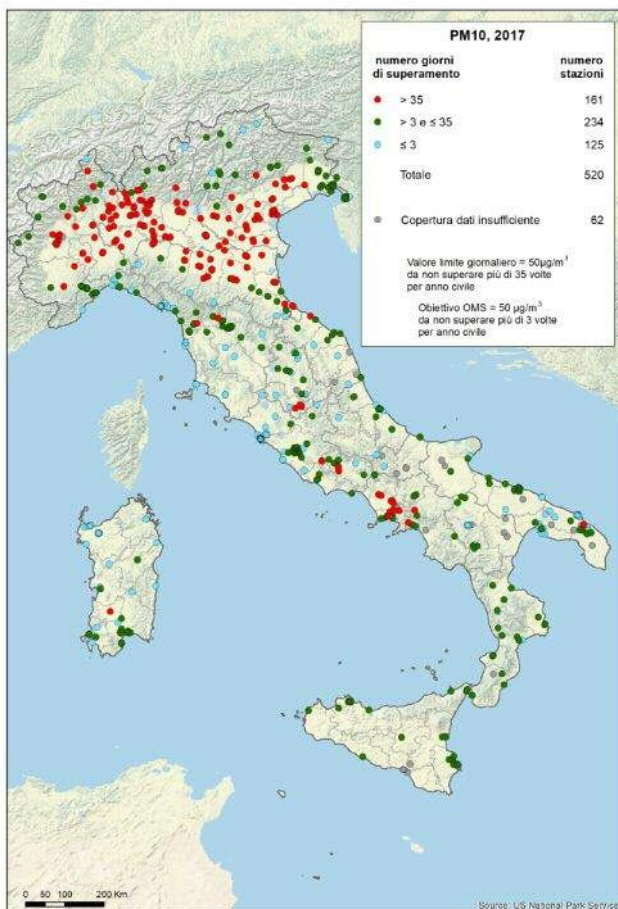 PM10, 2017
numero giorni di superamento
numero stazioni
> 35 161
> 3 e ≤ 35 234
≤ 3 125
Totale 520
Copertura dati insufficiente 62
Valore limite giornaliero = 50µg/m³
da non superare più di 35 volte
per anno civile
Obiettivo OMS = 50 µg/m³
da non superare più di 3 volte
per anno civile
0 50 100 200 Km
Source: US National Park Service